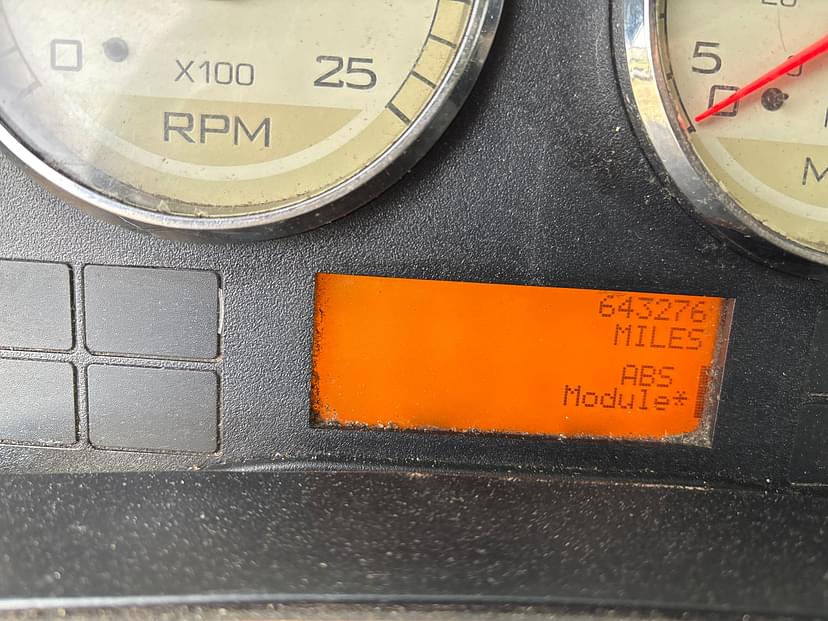 0
X100
25
RPM
5
0
643276
MILES
ABS
Module*